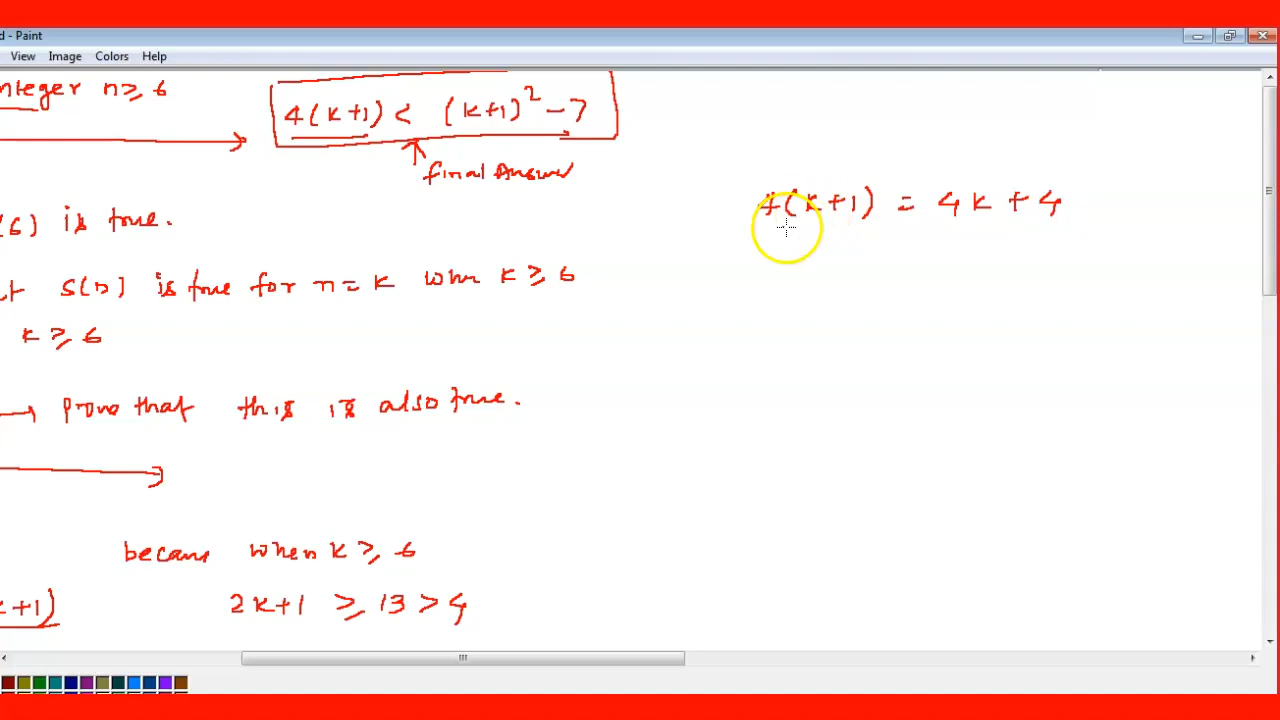 d - Paint
View Image Colors Help
nteger n ≥ 6
4(k+1) < (k+1)² - 7
final Answer
4(k+1) = 4k + 4
(6) is true.
t S(n) is true for n = k when k ≥ 6
k ≥ 6
→ prove that this is also true.
becaus when k ≥ 6
k+1) 2k+1 ≥ 13 > 4